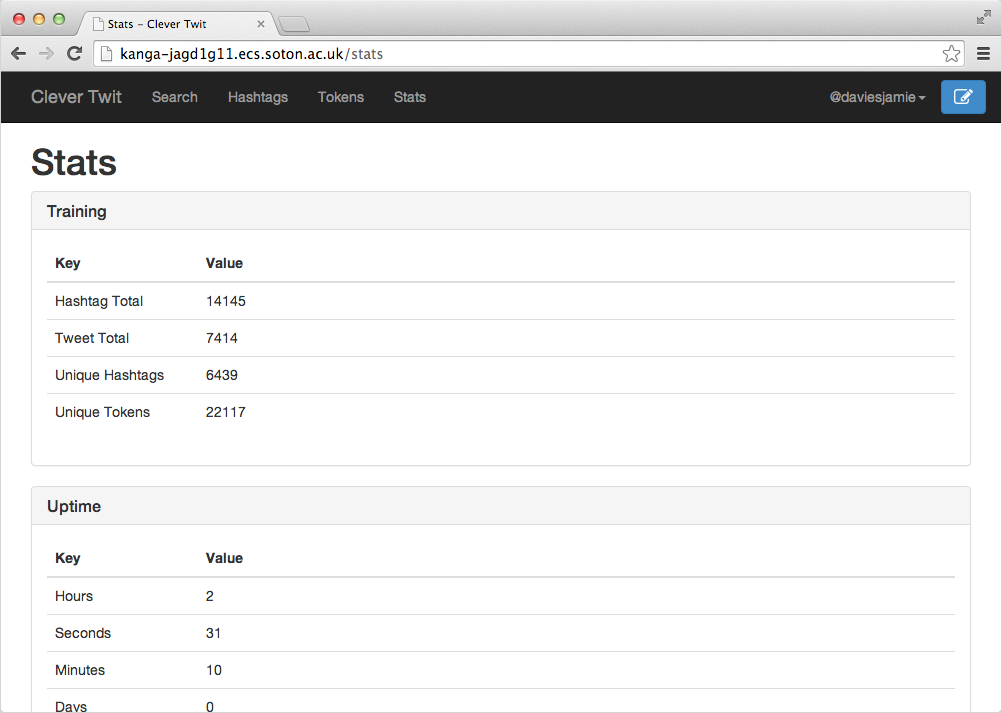 Stats – Clever Twit
kanga-jagd1g11.ecs.soton.ac.uk/stats
Clever Twit Search Hashtags Tokens Stats @daviesjamie
Stats
Training
Key Value
Hashtag Total 14145
Tweet Total 7414
Unique Hashtags 6439
Unique Tokens 22117
Uptime
Key Value
Hours 2
Seconds 31
Minutes 10
Days 0